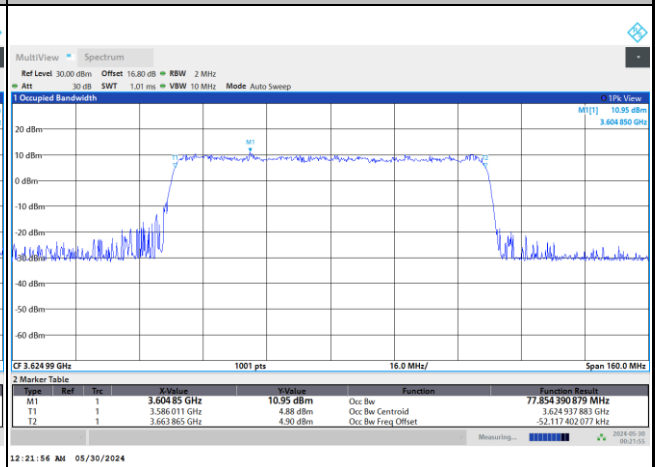 MultiView Spectrum
Ref Level 30.00 dBm Offset 16.80 dB RBW 2 MHz
Att 30 dB SWT 1.01 ms VBW 10 MHz Mode Auto Sweep
1 Occupied Bandwidth 1Pk View
M1[1] 10.95 dBm
3.604 850 GHz
20 dBm
M1
10 dBm
T1 T2
0 dBm
-10 dBm
-20 dBm
-30 dBm
-40 dBm
-50 dBm
-60 dBm
CF 3.624 99 GHz 1001 pts 16.0 MHz/ Span 160.0 MHz
2 Marker Table
Type Ref Trc X-Value Y-Value Function Function Result
M1 1 3.604 85 GHz 10.95 dBm Occ Bw 77.854 390 879 MHz
T1 1 3.586 011 GHz 4.88 dBm Occ Bw Centroid 3.624 937 883 GHz
T2 1 3.663 865 GHz 4.90 dBm Occ Bw Freq Offset -52.117 402 077 kHz
Measuring... 2024-05-30
00:21:55
12:21:56 AM 05/30/2024